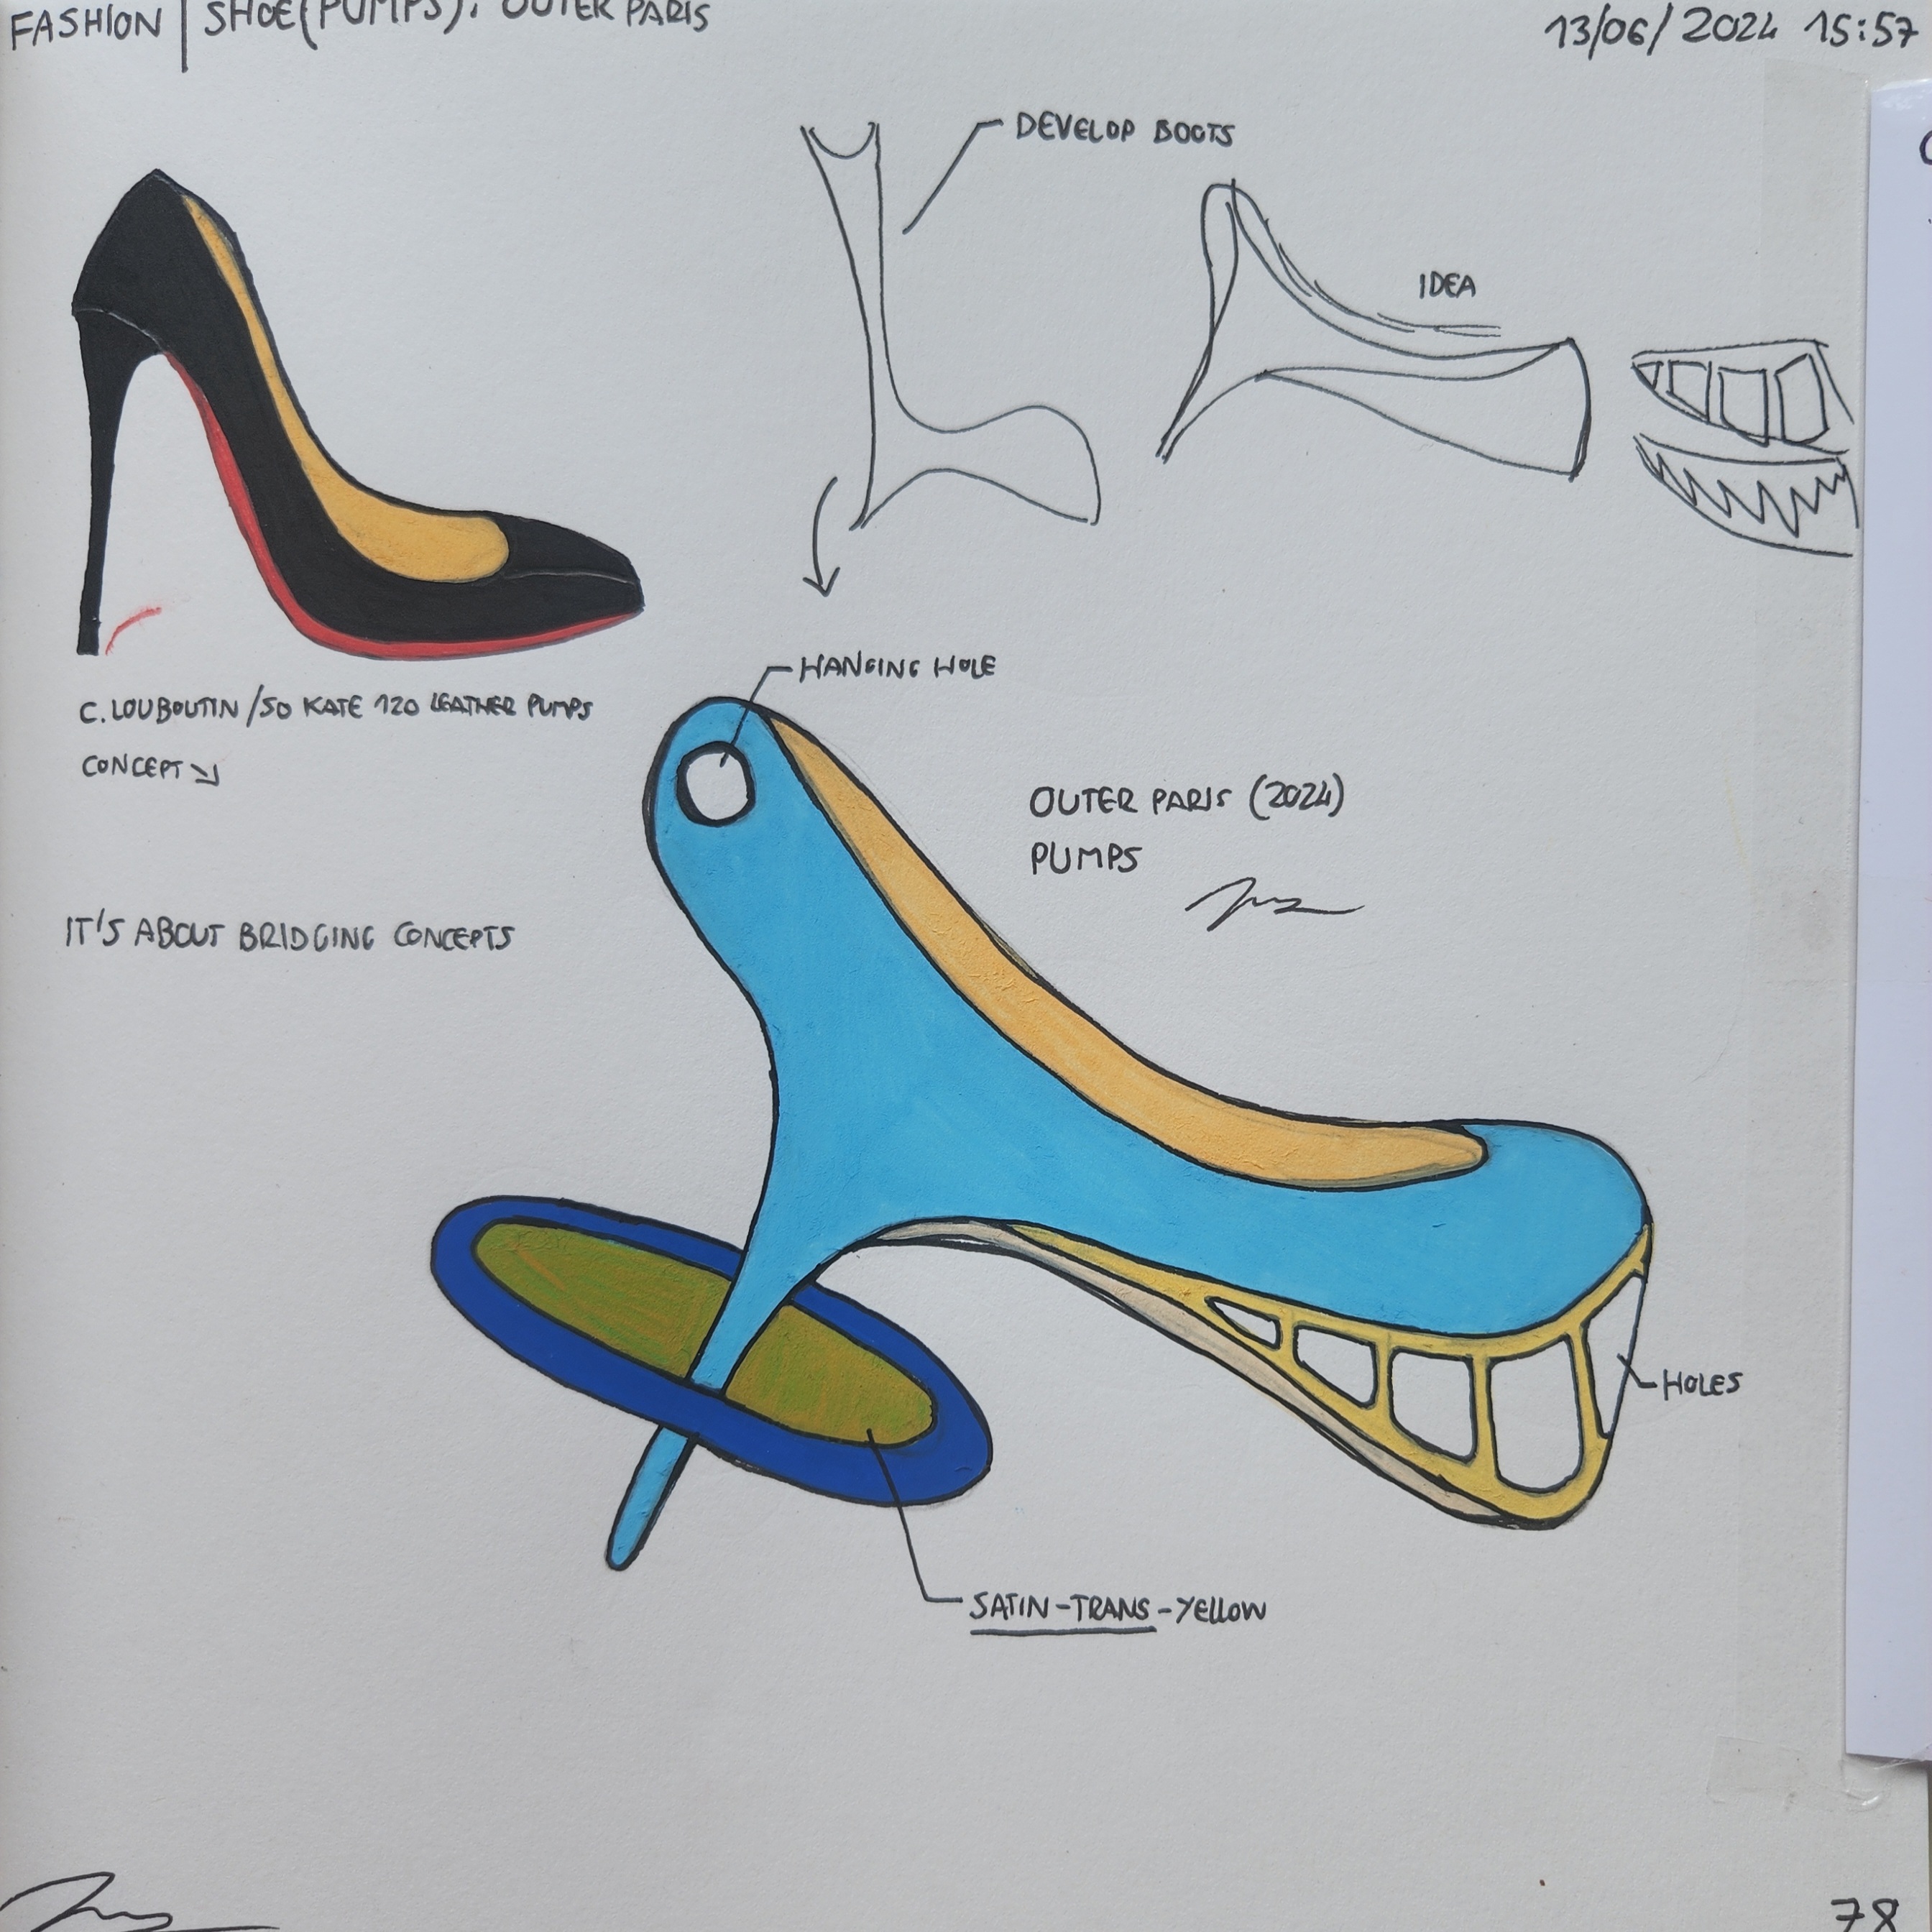 FASHION | SHOE(PUMPS): OUTER PARIS
13/06/2024 15:57
DEVELOP BOOTS
IDEA
HANGING HOLE
C. LOUBOUTIN/SO KATE 120 LEATHER PUMPS
CONCEPT
OUTER PARIS (2024)
PUMPS
IT'S ABOUT BRIDGING CONCEPTS
HOLES
SATIN-TRANS-YELLOW
78